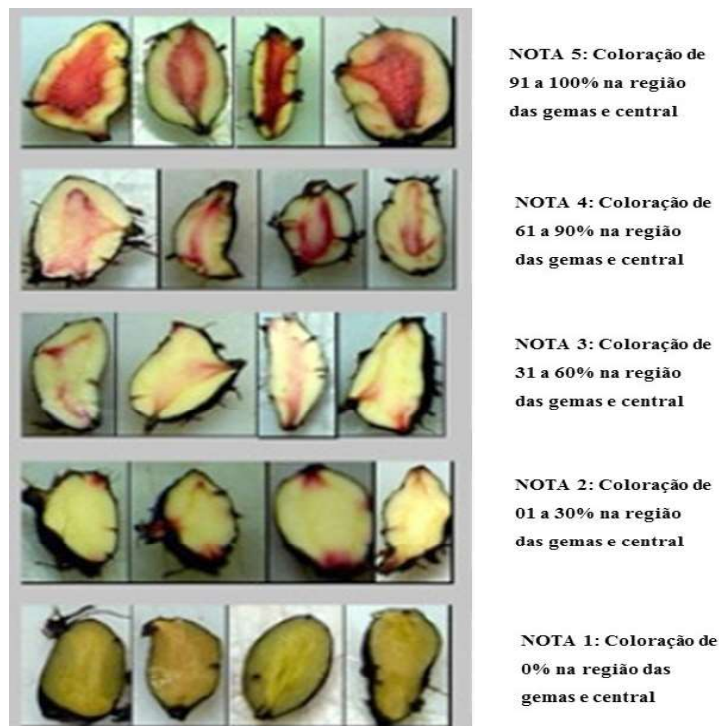 NOTA 5: Coloração de
91 a 100% na região
das gemas e central
NOTA 4: Coloração de
61 a 90% na região
das gemas e central
NOTA 3: Coloração de
31 a 60% na região
das gemas e central
NOTA 2: Coloração de
01 a 30% na região
das gemas e central
NOTA 1: Coloração de
0% na região das
gemas e central